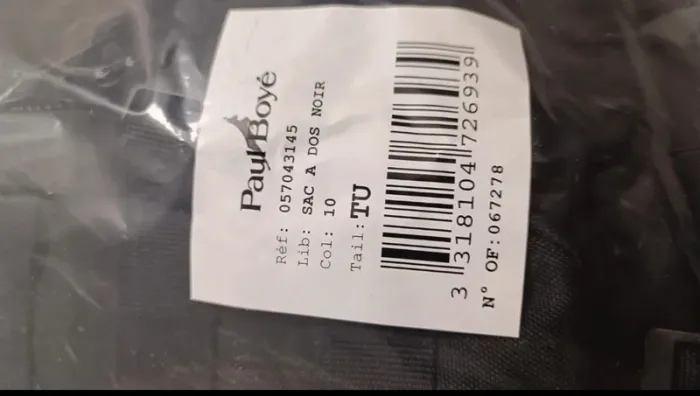 Paul Boyé
Réf: 057043145
Lib: SAC A DOS NOIR
Col: 10
Tail: TU
3 318104 726939
N° OF: 067278